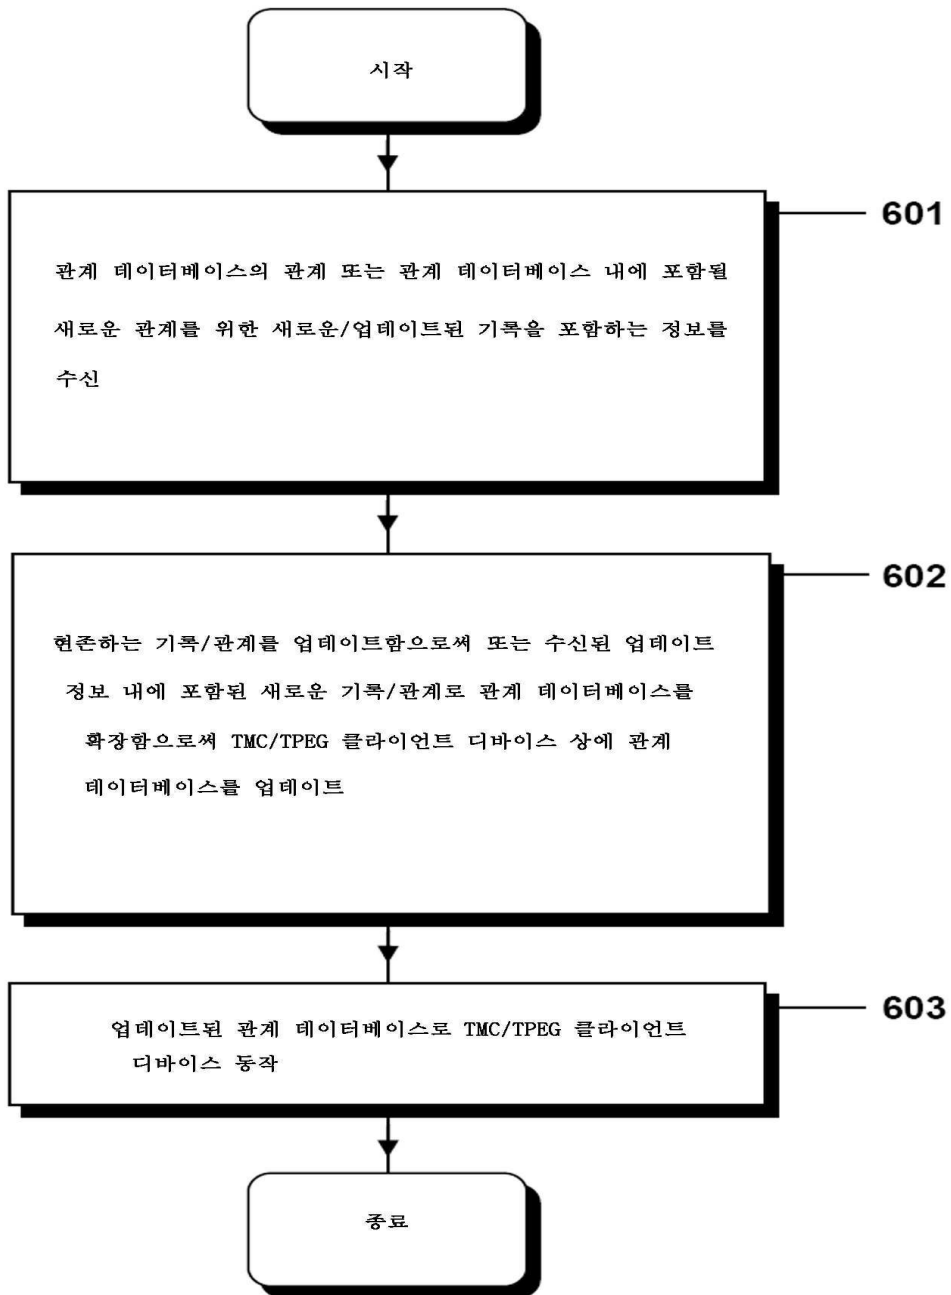 시작
601
관계 데이터베이스의 관계 또는 관계 데이터베이스 내에 포함될
새로운 관계를 위한 새로운/업데이트된 기록을 포함하는 정보를
수신
602
현존하는 기록/관계를 업데이트함으로써 또는 수신된 업데이트
정보 내에 포함된 새로운 기록/관계로 관계 데이터베이스를
확장함으로써 TMC/TPEG 클라이언트 디바이스 상에 관계
데이터베이스를 업데이트
603
업데이트된 관계 데이터베이스로 TMC/TPEG 클라이언트
디바이스 동작
종료